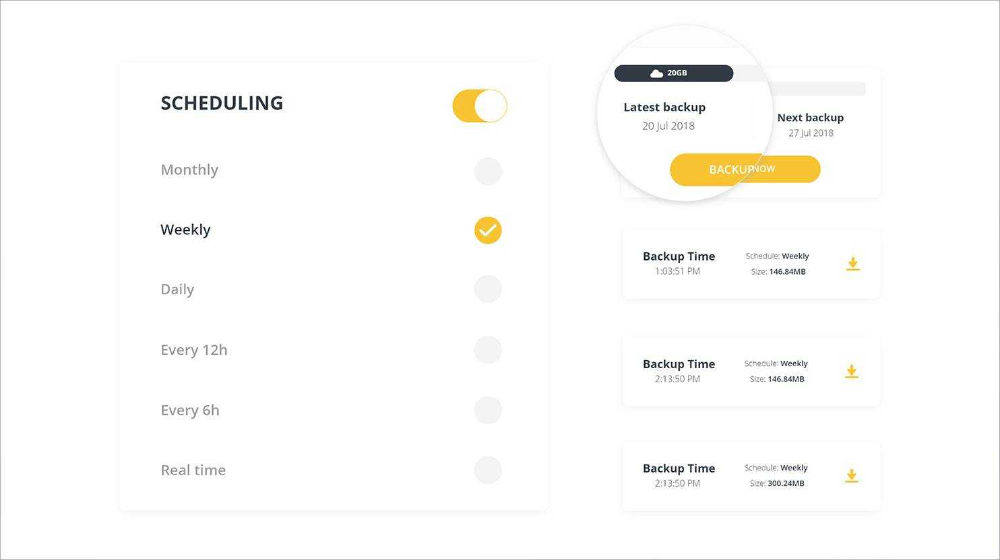 SCHEDULING
Monthly
Weekly
Daily
Every 12h
Every 6h
Real time
20GB
Latest backup
20 Jul 2018
Next backup
27 Jul 2018
BACKUP NOW
Backup Time
1:03:51 PM
Schedule: Weekly
Size: 146.84MB
Backup Time
2:13:50 PM
Schedule: Weekly
Size: 146.84MB
Backup Time
2:13:50 PM
Schedule: Weekly
Size: 300.24MB